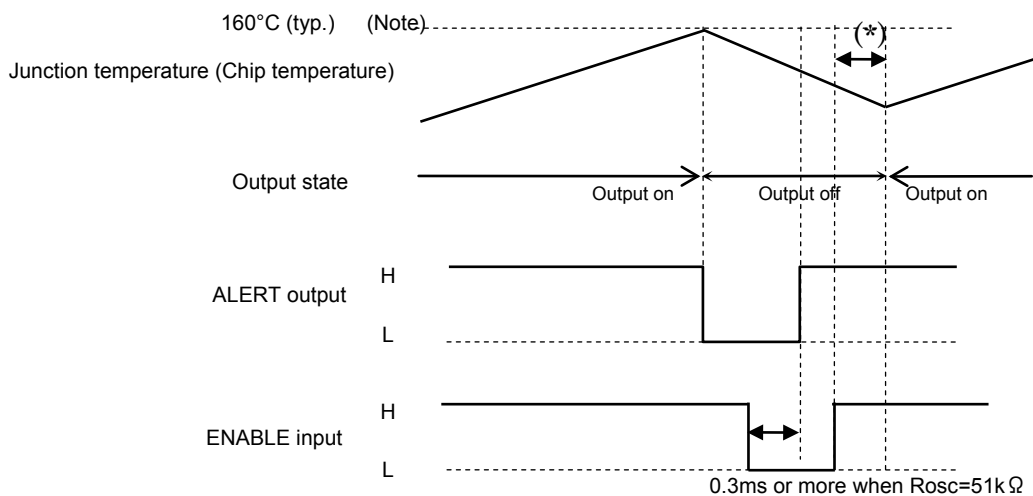 160°C (typ.) (Note)
(*)
Junction temperature (Chip temperature)
Output state
Output on
Output off
Output on
H
ALERT output
L
H
ENABLE input
L
0.3ms or more when Rosc=51kΩ